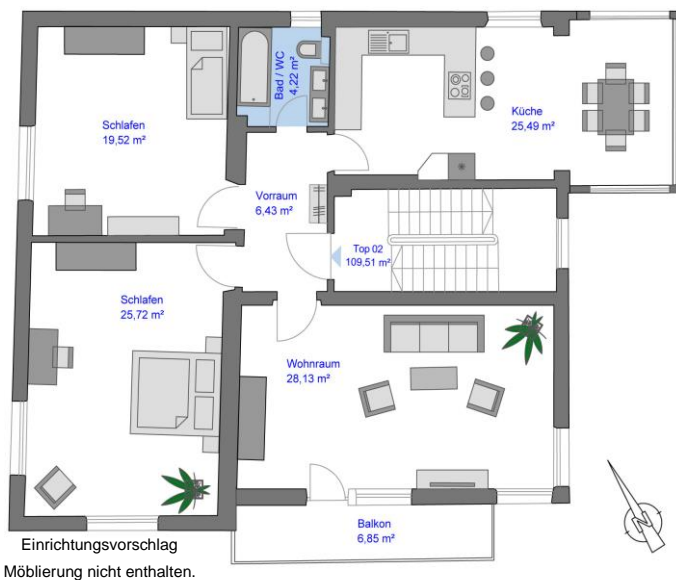 Schlafen
19,52 m²
Bad / WC
4,22 m²
Küche
25,49 m²
Vorraum
6,43 m²
Top 02
109,51 m²
Schlafen
25,72 m²
Wohnraum
28,13 m²
Balkon
6,85 m²
N
Einrichtungsvorschlag
Möblierung nicht enthalten.